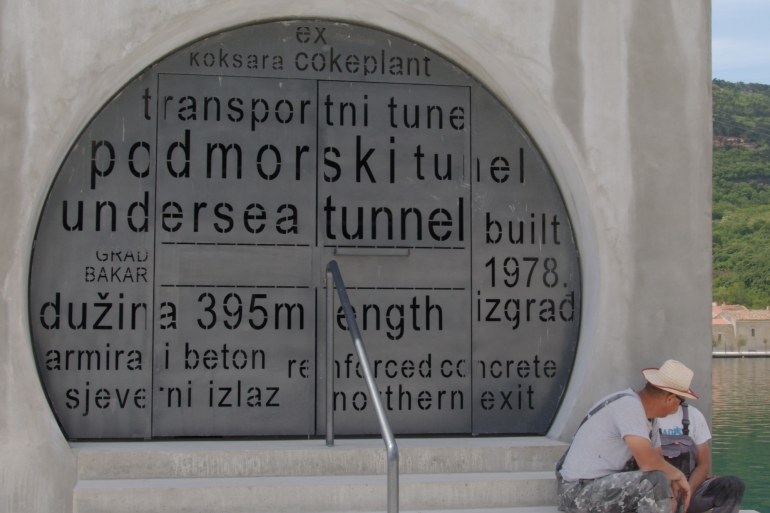 ex
koksara cokeplant
transportni tunel
podmorski tunel
undersea tunnel built
GRAD
BAKAR
1978.
dužina 395m length izgrađ
armirani beton reinforced concrete
sjeverni izlaz northern exit